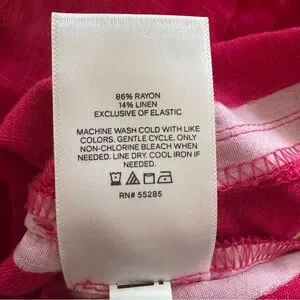 86% RAYON
14% LINEN
EXCLUSIVE OF ELASTIC
MACHINE WASH COLD WITH LIKE
COLORS. GENTLE CYCLE. ONLY
NON-CHLORINE BLEACH WHEN
NEEDED. LINE DRY. COOL IRON IF
NEEDED.
RN# 55285